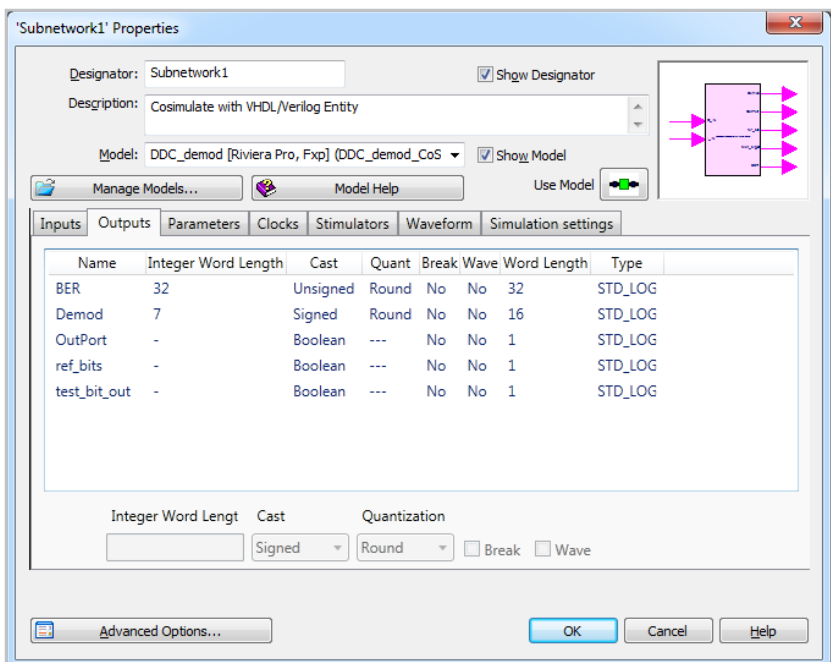 'Subnetwork1' Properties
Designator: Subnetwork1 Show Designator
Description: Cosimulate with VHDL/Verilog Entity
Model: DDC_demod [Riviera Pro, Fxp] (DDC_demod_CoS Show Model
Manage Models... Model Help Use Model
Inputs Outputs Parameters Clocks Stimulators Waveform Simulation settings
Name Integer Word Length Cast Quant Break Wave Word Length Type
BER 32 Unsigned Round No No 32 STD_LOG
Demod 7 Signed Round No No 16 STD_LOG
OutPort - Boolean --- No No 1 STD_LOG
ref_bits - Boolean --- No No 1 STD_LOG
test_bit_out - Boolean --- No No 1 STD_LOG
Integer Word Lengt Cast Quantization
Signed Round Break Wave
Advanced Options... OK Cancel Help